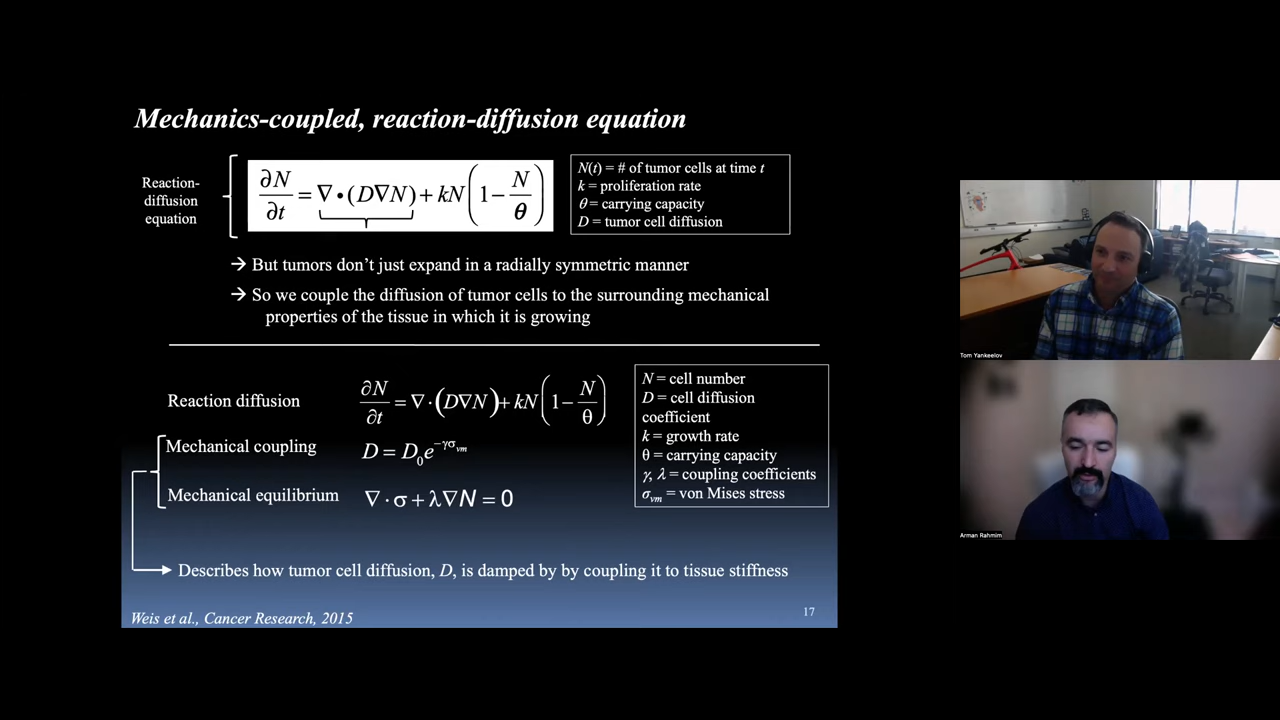 Mechanics-coupled, reaction-diffusion equation
Reaction-
diffusion
equation
∂N/∂t = ∇•(D∇N) + kN(1 − N/θ)
N(t) = # of tumor cells at time t
k = proliferation rate
θ = carrying capacity
D = tumor cell diffusion
→ But tumors don't just expand in a radially symmetric manner
→ So we couple the diffusion of tumor cells to the surrounding mechanical
properties of the tissue in which it is growing
Reaction diffusion
∂N/∂t = ∇·(D∇N) + kN(1 − N/θ)
Mechanical coupling
D = D₀e^(−γσ_vm)
Mechanical equilibrium
∇·σ + λ∇N = 0
N = cell number
D = cell diffusion
coefficient
k = growth rate
θ = carrying capacity
γ, λ = coupling coefficients
σ_vm = von Mises stress
Describes how tumor cell diffusion, D, is damped by by coupling it to tissue stiffness
Weis et al., Cancer Research, 2015
17
Tom Yankeelov
Arman Rahmim